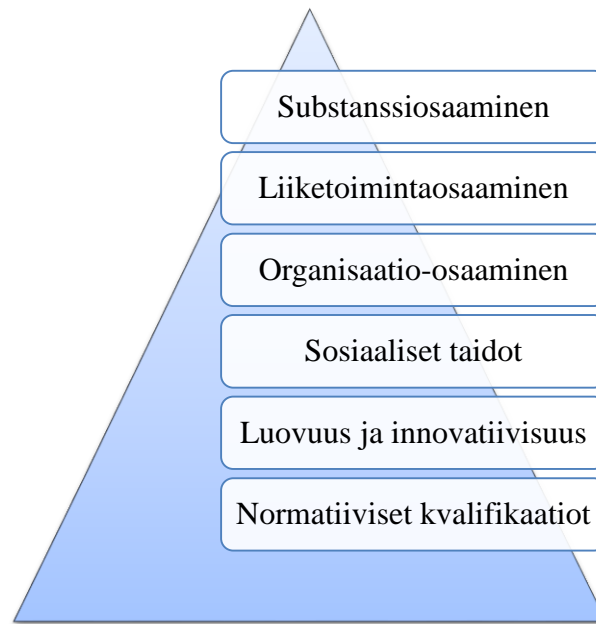 Substanssiosaaminen
Liiketoimintaosaaminen
Organisaatio-osaaminen
Sosiaaliset taidot
Luovuus ja innovatiivisuus
Normatiiviset kvalifikaatiot